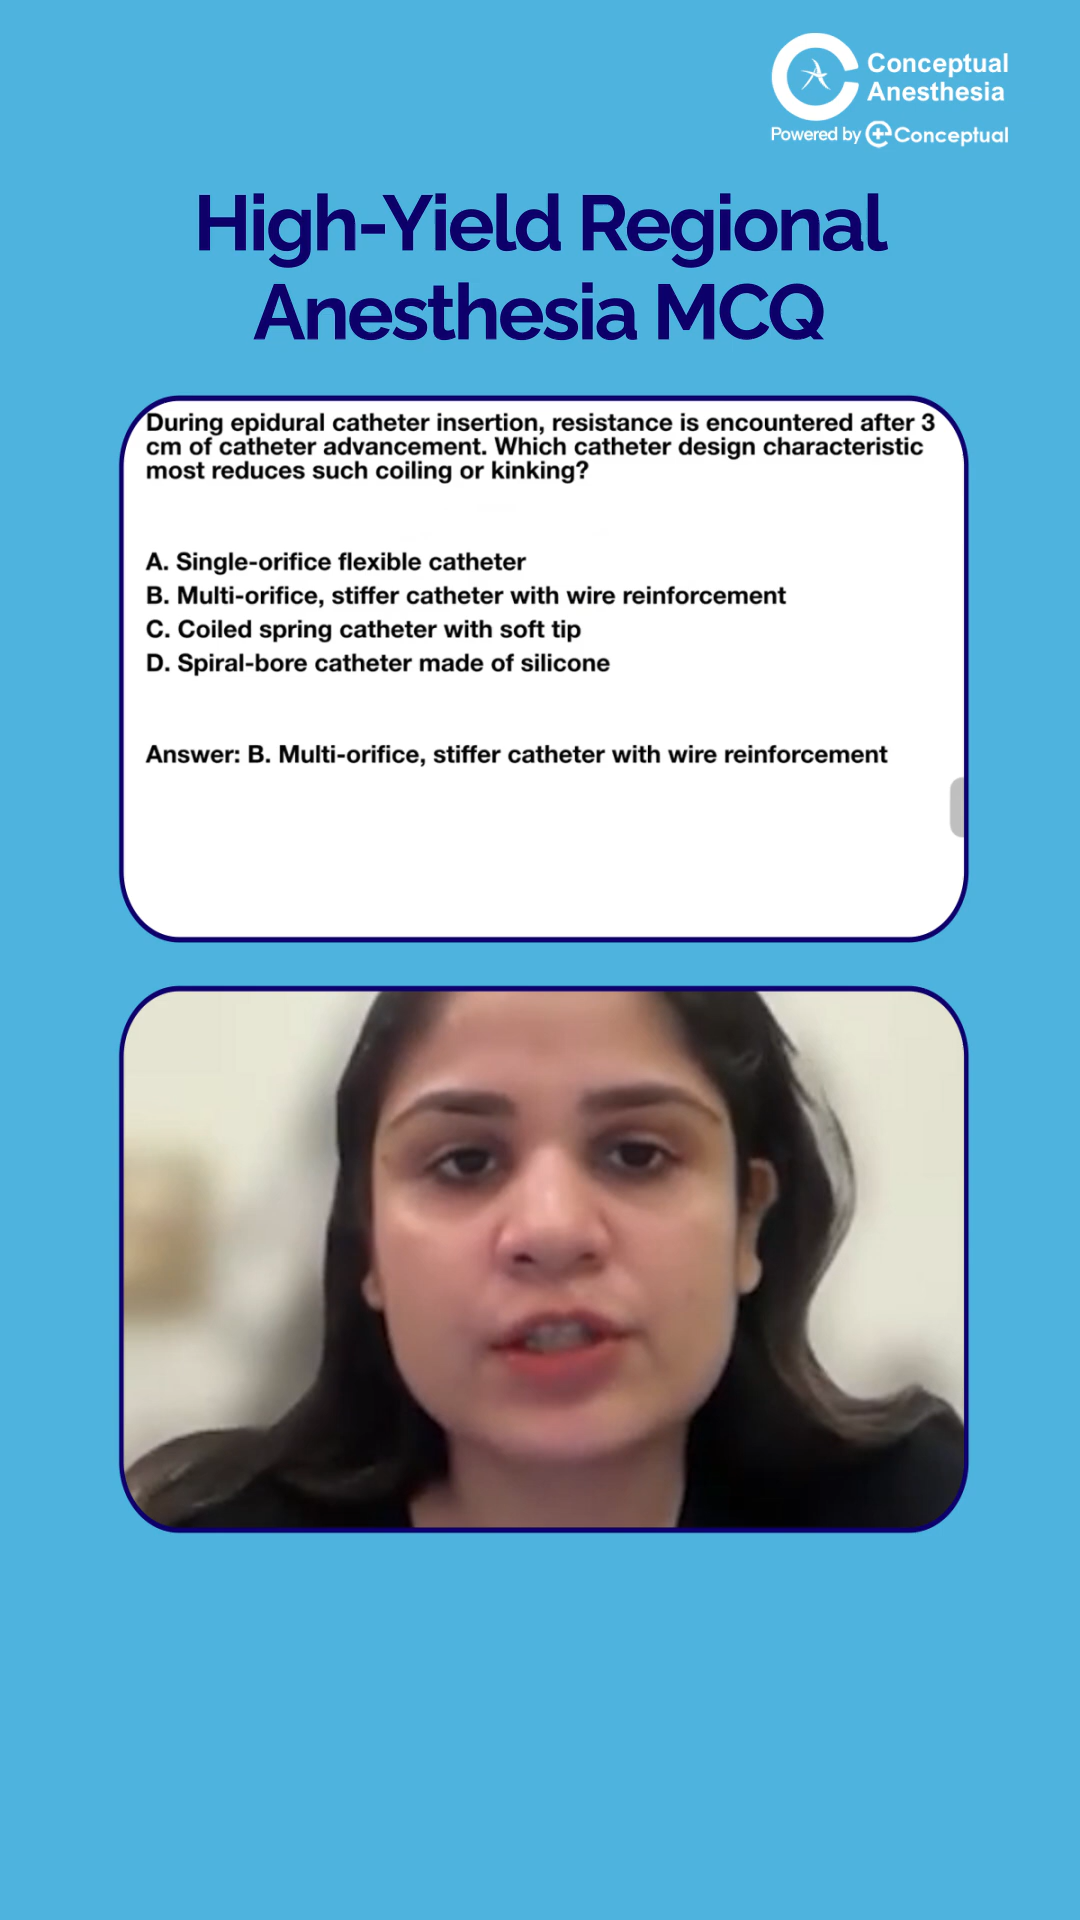 Conceptual
Anesthesia
Powered by Conceptual
High-Yield Regional
Anesthesia MCQ
During epidural catheter insertion, resistance is encountered after 3
cm of catheter advancement. Which catheter design characteristic
most reduces such coiling or kinking?
A. Single-orifice flexible catheter
B. Multi-orifice, stiffer catheter with wire reinforcement
C. Coiled spring catheter with soft tip
D. Spiral-bore catheter made of silicone
Answer: B. Multi-orifice, stiffer catheter with wire reinforcement